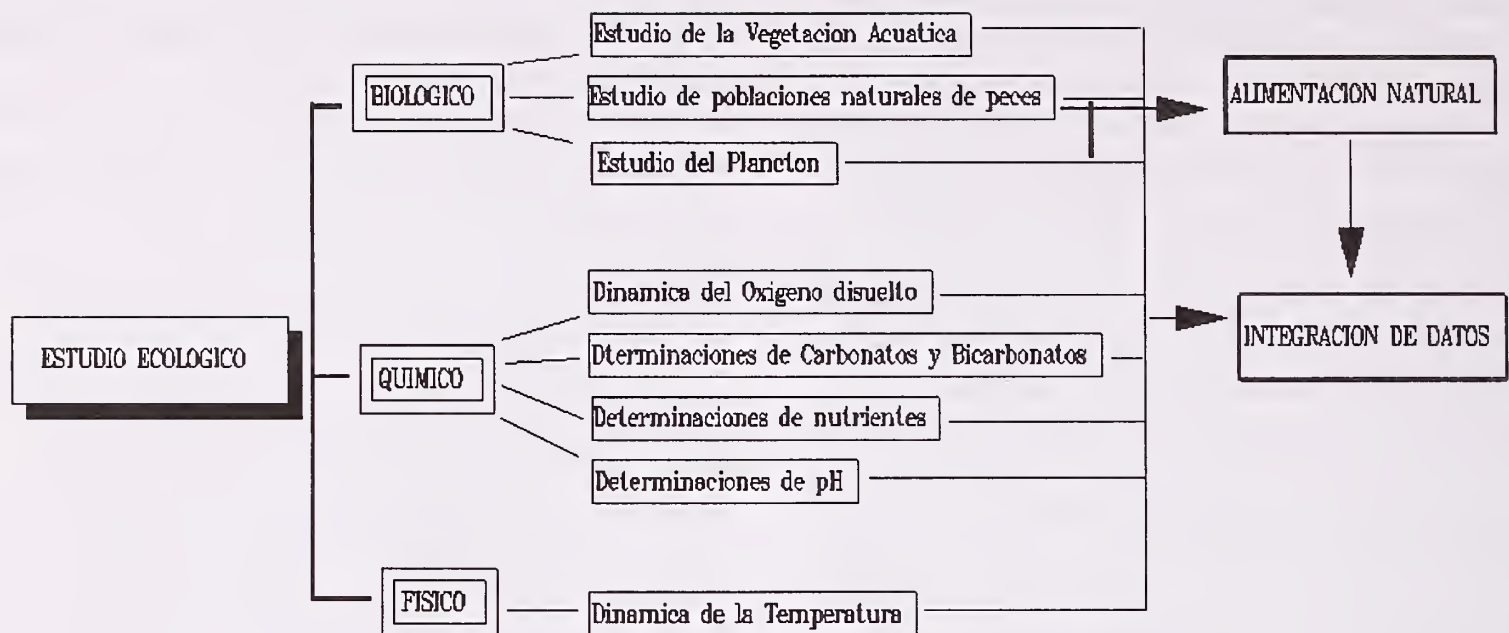 ESTUDIO ECOLOGICO
BIOLOGICO
Estudio de la Vegetacion Acuatica
Estudio de poblaciones naturales de peces
Estudio del Plancton
QUIMICO
Dinamica del Oxigeno disuelto
Dterminaciones de Carbonatos y Bicarbonatos
Determinaciones de nutrientes
Determinaciones de pH
FISICO
Dinamica de la Temperatura
ALIMENTACION NATURAL
INTEGRACION DE DATOS